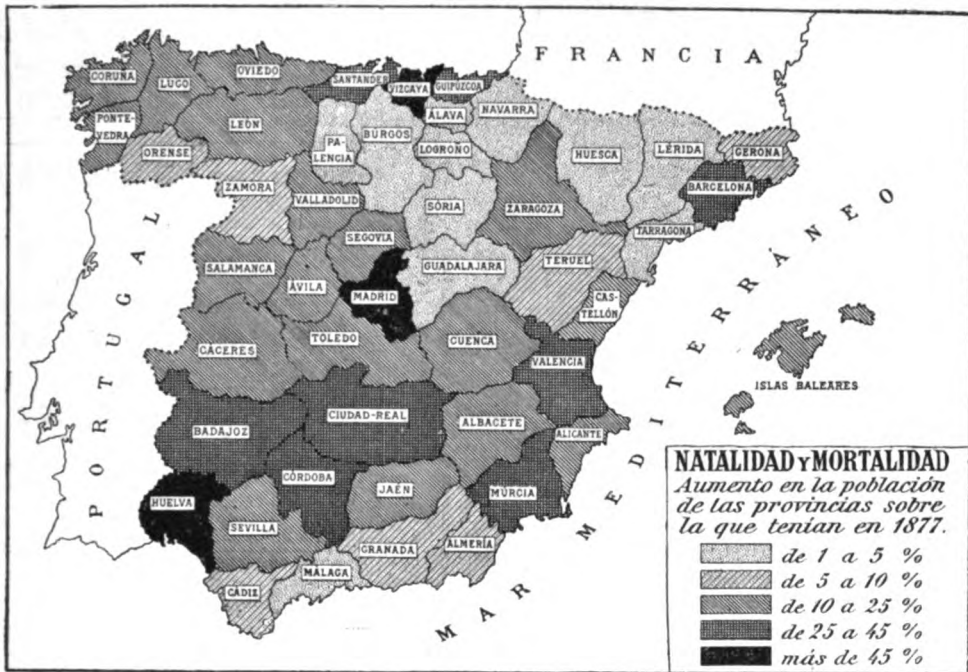 FRANCIA
CORUÑA
LUGO
OVIEDO
SANTANDER
VIZCAYA
GUIPÚZCOA
PONTE-
VEDRA
ORENSE
LEÓN
PA-
LENCIA
BÚRGOS
ÁLAVA
LOGROÑO
NAVARRA
HUESCA
LÉRIDA
GERONA
BARCELONA
ZAMORA
VALLADOLID
SÓRIA
ZARAGOZA
TARRAGONA
SALAMANCA
ÁVILA
SEGOVIA
MADRID
GUADALAJARA
TERUEL
CAS-
TELLÓN
CÁCERES
TOLEDO
CUENCA
VALENCIA
ISLAS BALEARES
BADAJOZ
CIUDAD-REAL
ALBACETE
ALICANTE
HUELVA
SEVILLA
CÓRDOBA
JAÉN
MÚRCIA
GRANADA
ALMERÍA
CÁDIZ
MÁLAGA
PORTUGAL
MAR MEDITERRÁNEO
NATALIDAD Y MORTALIDAD
Aumento en la población
de las provincias sobre
la que tenían en 1877.
de 1 a 5 %
de 5 a 10 %
de 10 a 25 %
de 25 a 45 %
más de 45 %